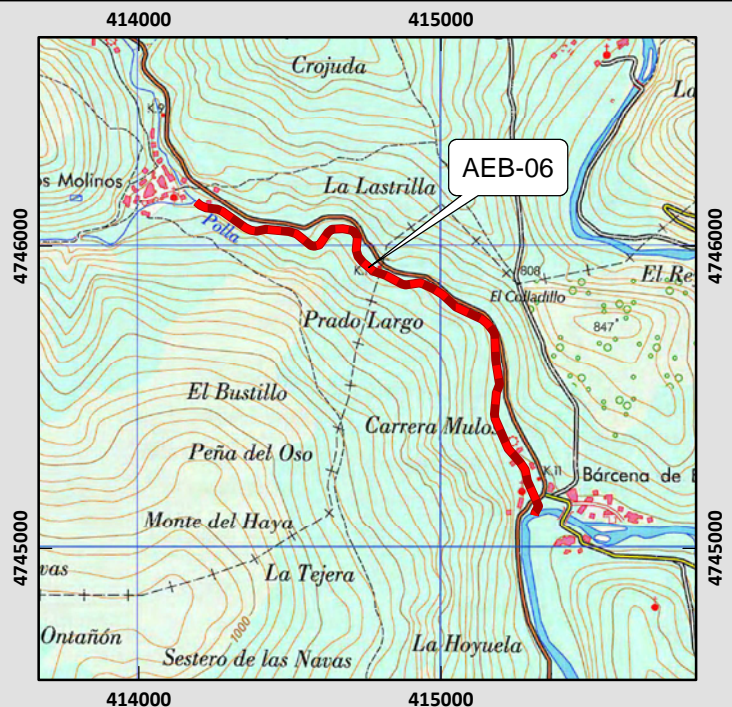 414000
415000
Crojuda
K.9
os Molinos
AEB-06
La Lastrilla
Polla
4746000
4746000
808
El Colladillo
El Re
Prado Largo
847
El Bustillo
Carrera Mulos
Peña del Oso
K.11
Bárcena de E
Monte del Haya
4745000
4745000
vas
La Tejera
1000
Ontañón
La Hoyuela
Sestero de las Navas
414000
415000